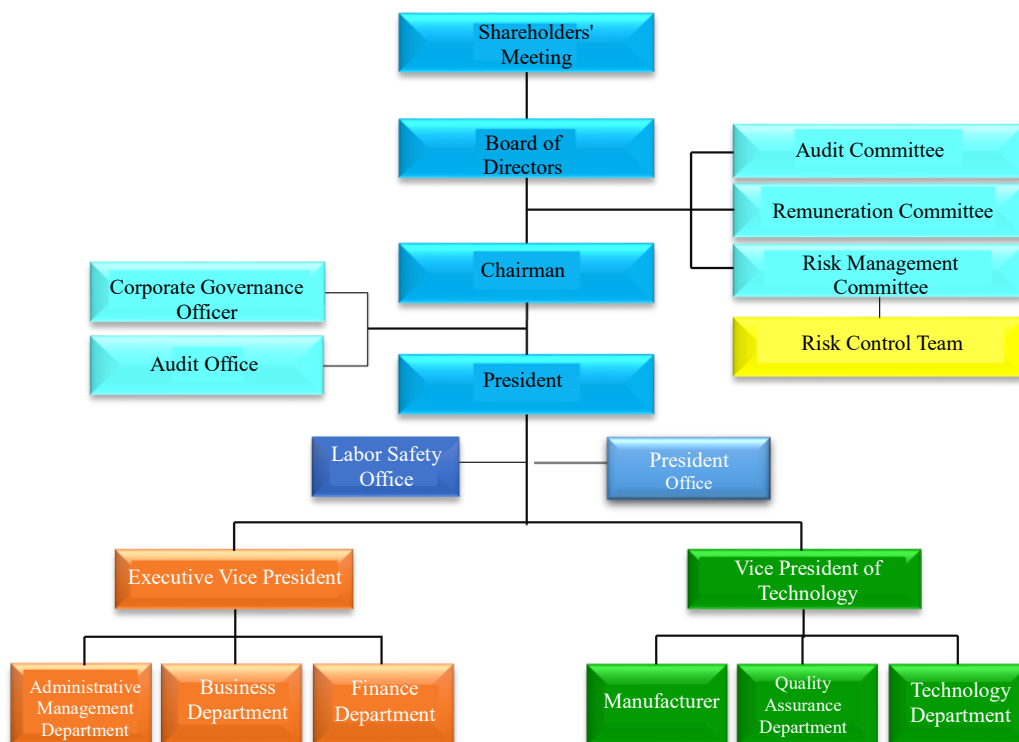 Shareholders'
Meeting
Board of
Directors
Audit Committee
Remuneration Committee
Chairman
Risk Management
Committee
Corporate Governance
Officer
Risk Control Team
Audit Office
President
Labor Safety
Office
President
Office
Executive Vice President
Vice President of
Technology
Administrative
Management
Department
Business
Department
Finance
Department
Manufacturer
Quality
Assurance
Department
Technology
Department